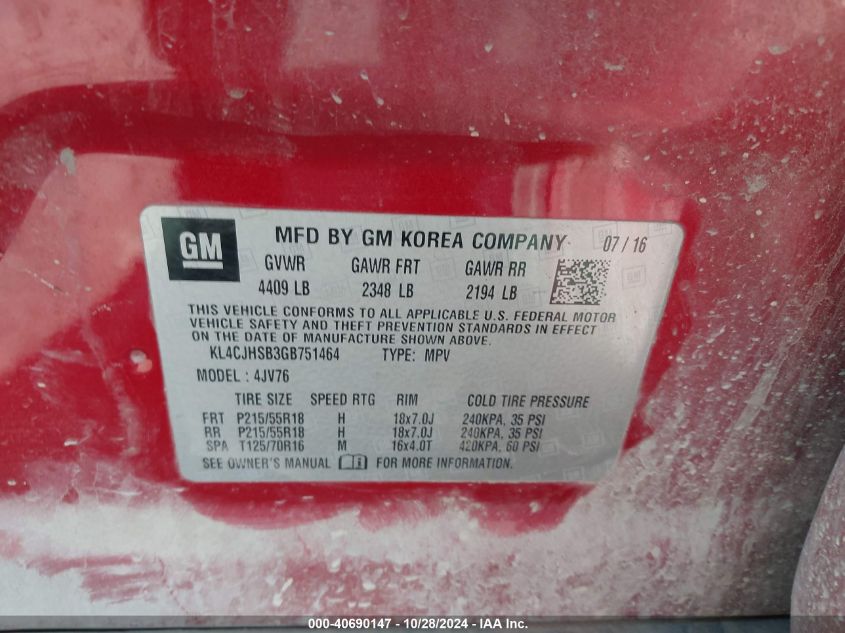 GM MFD BY GM KOREA COMPANY 07 / 16
GVWR GAWR FRT GAWR RR
4409 LB 2348 LB 2194 LB
THIS VEHICLE CONFORMS TO ALL APPLICABLE U.S. FEDERAL MOTOR
VEHICLE SAFETY AND THEFT PREVENTION STANDARDS IN EFFECT
ON THE DATE OF MANUFACTURE SHOWN ABOVE.
KL4CJHSB3GB751464 TYPE: MPV
MODEL : 4JV76
TIRE SIZE SPEED RTG RIM COLD TIRE PRESSURE
FRT P215/55R18 H 18x7.0J 240KPA, 35 PSI
RR P215/55R18 H 18x7.0J 240KPA, 35 PSI
SPA T125/70R16 M 16x4.0T 420KPA, 60 PSI
SEE OWNER'S MANUAL FOR MORE INFORMATION.
000-40690147 - 10/28/2024 - IAA Inc.